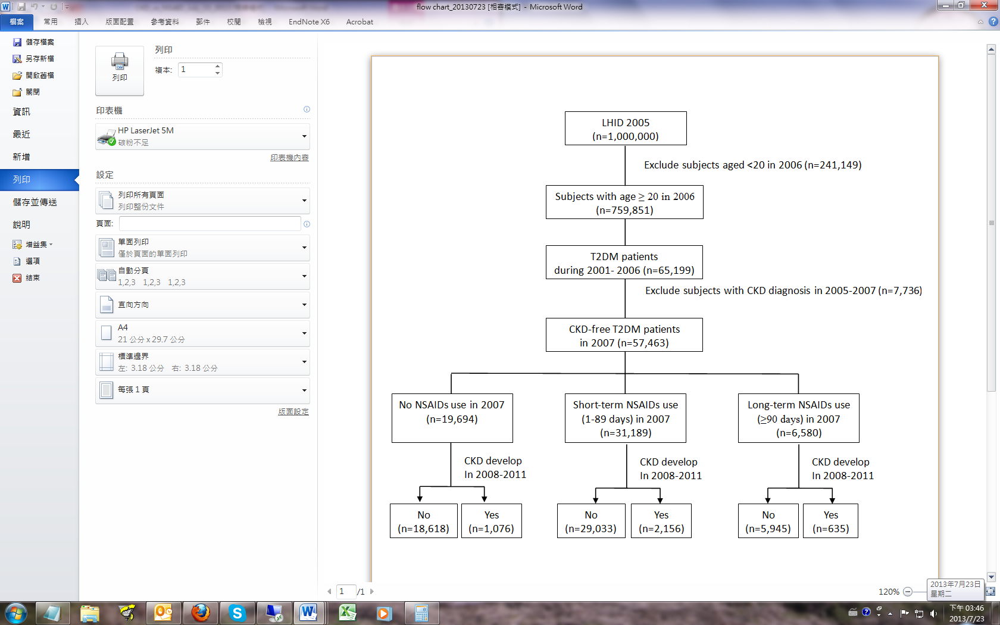 flow chart_20130723 [相容模式] - Microsoft Word
檔案 常用 插入 版面配置 參考資料 郵件 校閱 檢視 EndNote X6 Acrobat
儲存檔案
另存新檔
開啟舊檔
關閉
資訊
最近
新增
列印
儲存並傳送
說明
增益集
選項
結束
列印
列印
複本: 1
印表機
HP LaserJet 5M
碳粉不足
印表機內容
設定
列印所有頁面
列印整份文件
頁面:
單面列印
僅於頁面的單面列印
自動分頁
1,2,3 1,2,3 1,2,3
直向方向
A4
21 公分 x 29.7 公分
標準邊界
左: 3.18 公分 右: 3.18 公分
每張 1 頁
版面設定
LHID 2005
(n=1,000,000)
Exclude subjects aged <20 in 2006 (n=241,149)
Subjects with age ≥ 20 in 2006
(n=759,851)
T2DM patients
during 2001- 2006 (n=65,199)
Exclude subjects with CKD diagnosis in 2005-2007 (n=7,736)
CKD-free T2DM patients
in 2007 (n=57,463)
No NSAIDs use in 2007
(n=19,694)
Short-term NSAIDs use
(1-89 days) in 2007
(n=31,189)
Long-term NSAIDs use
(≥90 days) in 2007
(n=6,580)
CKD develop
In 2008-2011
CKD develop
In 2008-2011
CKD develop
In 2008-2011
No
(n=18,618)
Yes
(n=1,076)
No
(n=29,033)
Yes
(n=2,156)
No
(n=5,945)
Yes
(n=635)
1 /1
120%
2013年7月23日
星期二
下午 03:46
2013/7/23